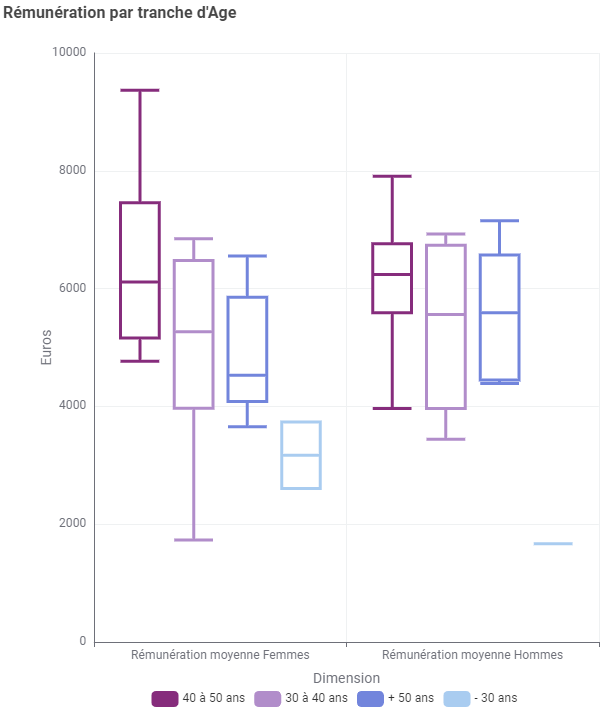 Rémunération par tranche d'Age
10000
8000
6000
4000
2000
0
Euros
Rémunération moyenne Femmes
Rémunération moyenne Hommes
Dimension
40 à 50 ans
30 à 40 ans
+ 50 ans
- 30 ans